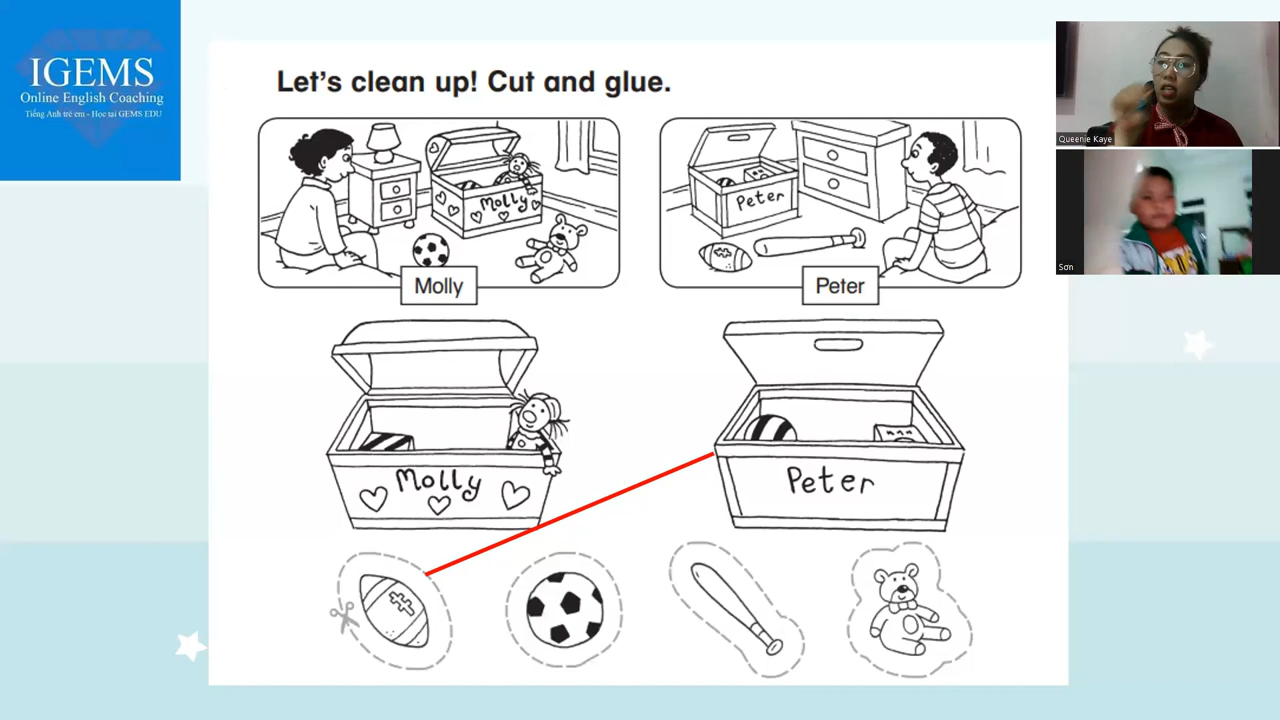 IGEMS
Online English Coaching
Tiếng Anh trẻ em - Học tại GEMS EDU
Let's clean up! Cut and glue.
Molly
Peter
Molly
Peter
Molly
Peter
Queenie Kaye
Sơn